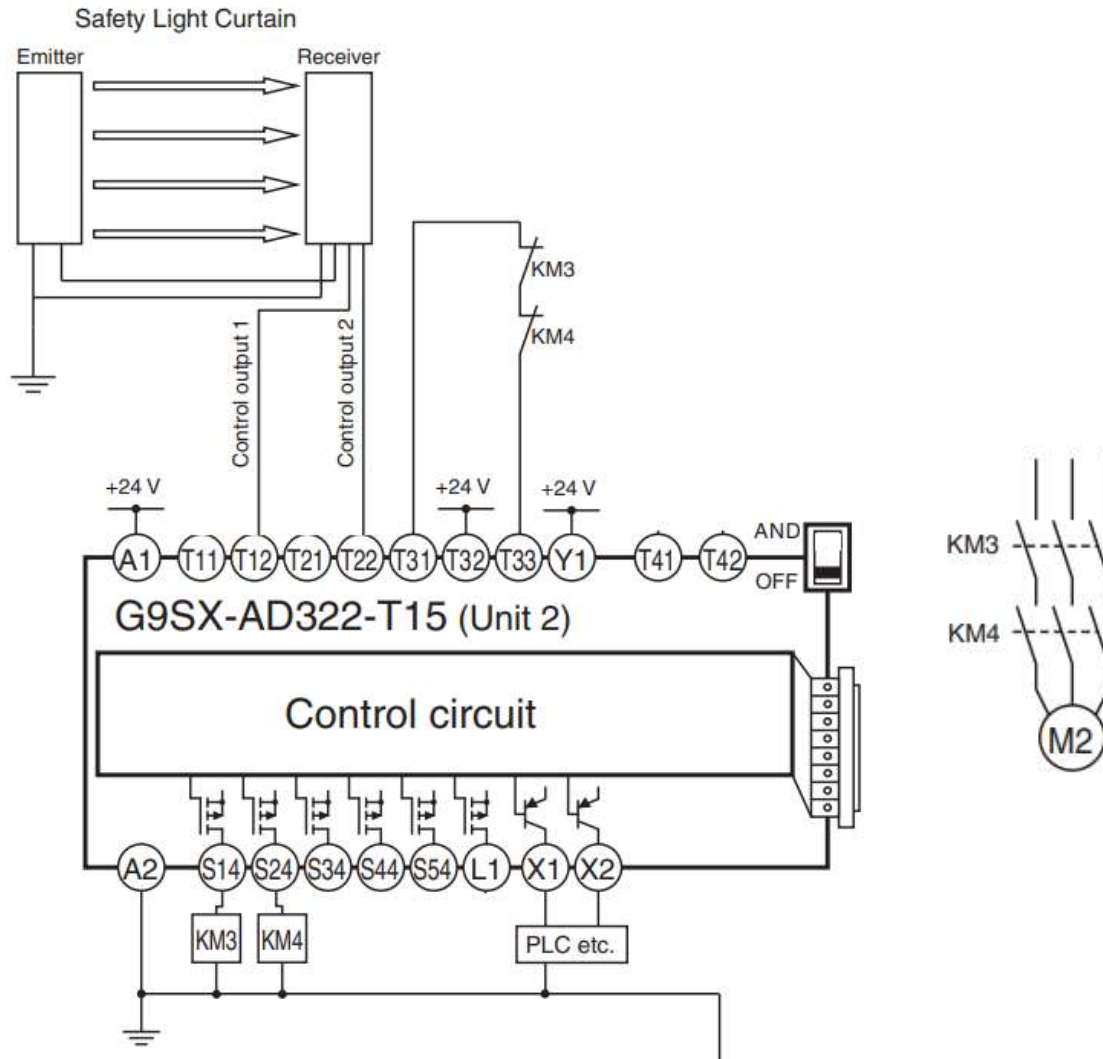 Safety Light Curtain
Emitter
Receiver
KM3
KM4
Control output 1
Control output 2
+24 V
+24 V
+24 V
A1 T11 T12 T21 T22 T31 T32 T33 Y1 T41 T42
AND
OFF
G9SX-AD322-T15 (Unit 2)
Control circuit
A2 S14 S24 S34 S44 S54 L1 X1 X2
KM3
KM4
PLC etc.
KM3
KM4
M2